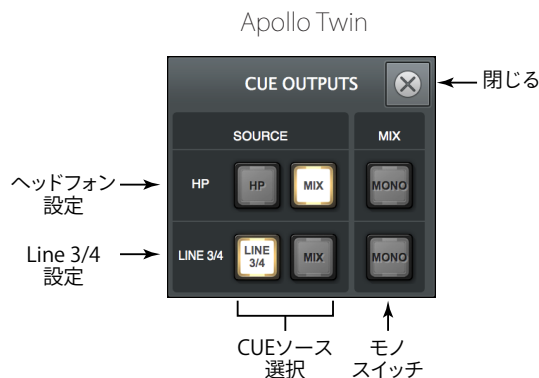 Apollo Twin
CUE OUTPUTS
閉じる
SOURCE
MIX
ヘッドフォン
設定
HP
HP
MIX
MONO
Line 3/4
設定
LINE 3/4
LINE
3/4
MIX
MONO
CUEソース
選択
モノ
スイッチ